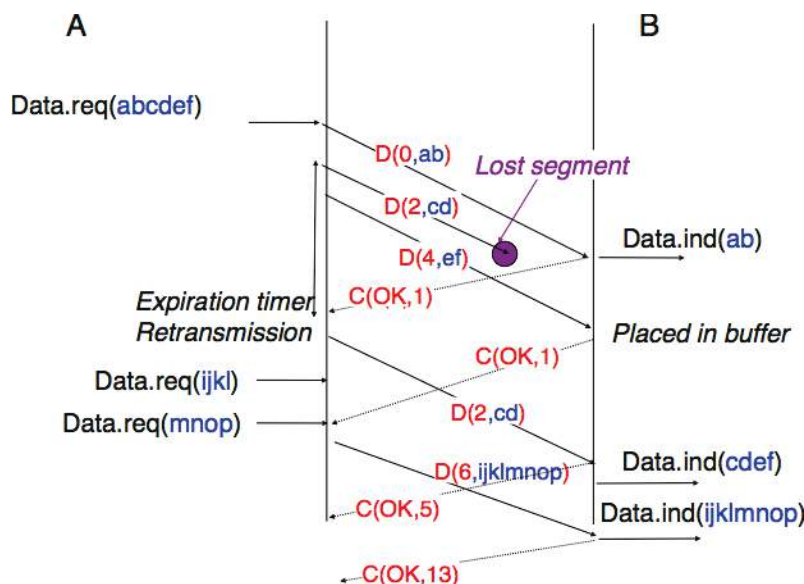 A
B
Data.req(abcdef)
D(0,ab)
Lost segment
D(2,cd)
Data.ind(ab)
D(4,ef)
C(OK,1)
Expiration timer
Retransmission
Placed in buffer
C(OK,1)
Data.req(ijkl)
D(2,cd)
Data.req(mnop)
D(6,ijklmnop)
Data.ind(cdef)
C(OK,5)
Data.ind(ijklmnop)
C(OK,13)